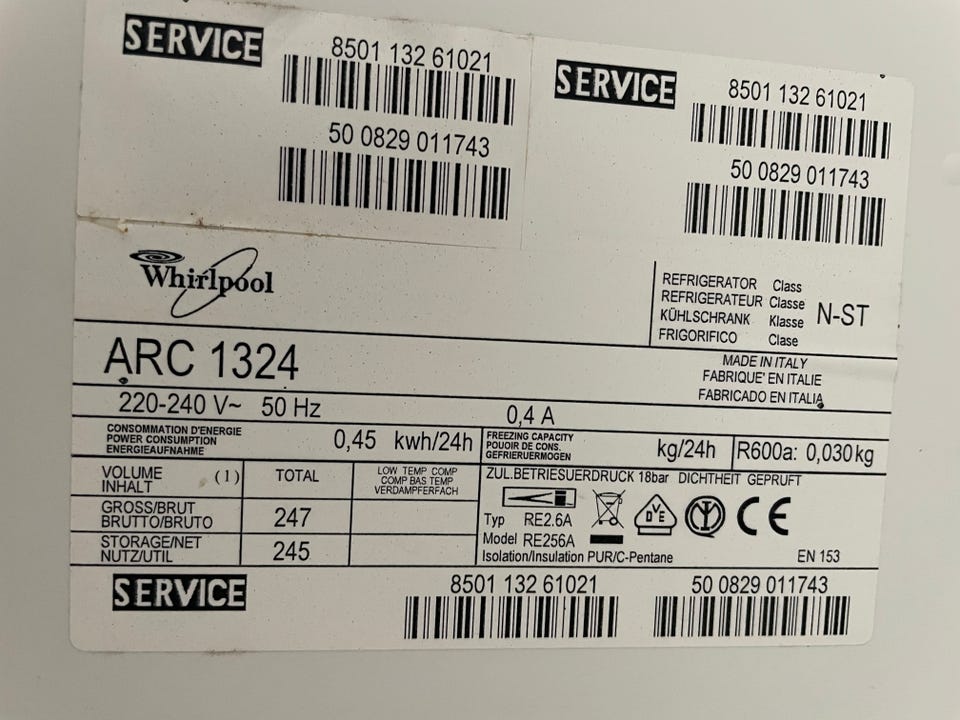 SERVICE
8501 132 61021
50 0829 011743
SERVICE
8501 132 61021
50 0829 011743
Whirlpool
REFRIGERATOR Class
REFRIGERATEUR Classe
KÜHLSCHRANK Klasse
FRIGORIFICO Clase
N-ST
ARC 1324
MADE IN ITALY
FABRIQUE' EN ITALIE
FABRICADO EN ITALIA
220-240 V~ 50 Hz
0,4 A
CONSOMMATION D'ENERGIE
POWER CONSUMPTION
ENERGIEAUFNAHME
0,45 kwh/24h
FREEZING CAPACITY
POUOIR DE CONS.
GEFRIERUERMOGEN
kg/24h
R600a: 0,030 kg
VOLUME (1)
INHALT
TOTAL
LOW TEMP COMP
COMP BAS TEMP
VERDAMPFERFACH
ZUL.BETRIESUERDRUCK 18bar DICHTHEIT GEPRUFT
GROSS/BRUT
BRUTTO/BRUTO
247
STORAGE/NET
NUTZ/UTIL
245
Typ RE2.6A
Model RE256A
DVE
CE
Isolation/Insulation PUR/C-Pentane
EN 153
SERVICE
8501 132 61021
50 0829 011743